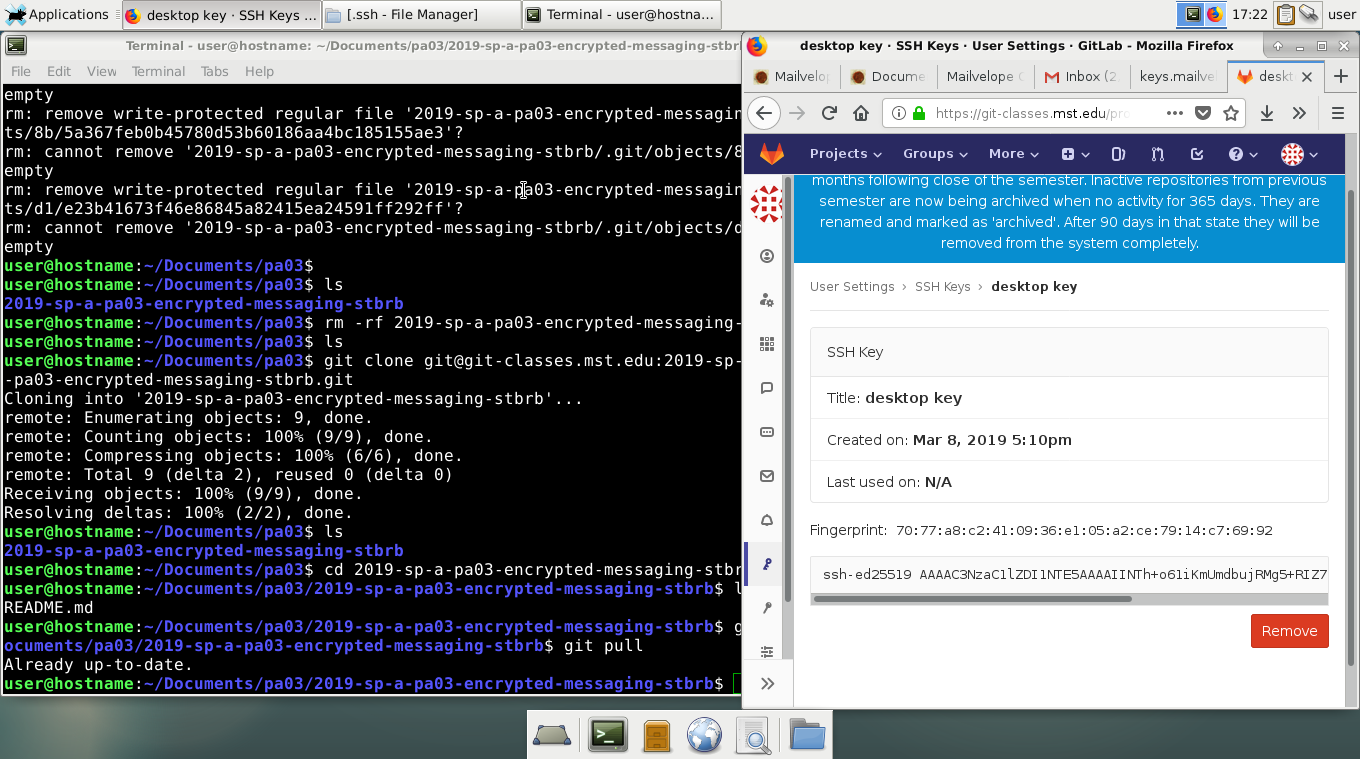 Applications
desktop key · SSH Keys ...
[.ssh - File Manager]
Terminal - user@hostna...
17:22
user
Terminal - user@hostname: ~/Documents/pa03/2019-sp-a-pa03-encrypted-messaging-stbrb
File Edit View Terminal Tabs Help
empty
rm: remove write-protected regular file '2019-sp-a-pa03-encrypted-messagin
ts/8b/5a367feb0b45780d53b60186aa4bc185155ae3'?
rm: cannot remove '2019-sp-a-pa03-encrypted-messaging-stbrb/.git/objects/8
empty
rm: remove write-protected regular file '2019-sp-a-pa03-encrypted-messagin
ts/d1/e23b41673f46e86845a82415ea24591ff292ff'?
rm: cannot remove '2019-sp-a-pa03-encrypted-messaging-stbrb/.git/objects/d
empty
user@hostname:~/Documents/pa03$
user@hostname:~/Documents/pa03$ ls
2019-sp-a-pa03-encrypted-messaging-stbrb
user@hostname:~/Documents/pa03$ rm -rf 2019-sp-a-pa03-encrypted-messaging-
user@hostname:~/Documents/pa03$ ls
user@hostname:~/Documents/pa03$ git clone git@git-classes.mst.edu:2019-sp-
-pa03-encrypted-messaging-stbrb.git
Cloning into '2019-sp-a-pa03-encrypted-messaging-stbrb'...
remote: Enumerating objects: 9, done.
remote: Counting objects: 100% (9/9), done.
remote: Compressing objects: 100% (6/6), done.
remote: Total 9 (delta 2), reused 0 (delta 0)
Receiving objects: 100% (9/9), done.
Resolving deltas: 100% (2/2), done.
user@hostname:~/Documents/pa03$ ls
2019-sp-a-pa03-encrypted-messaging-stbrb
user@hostname:~/Documents/pa03$ cd 2019-sp-a-pa03-encrypted-messaging-stbr
user@hostname:~/Documents/pa03/2019-sp-a-pa03-encrypted-messaging-stbrb$ l
README.md
user@hostname:~/Documents/pa03/2019-sp-a-pa03-encrypted-messaging-stbrb$ g
ocuments/pa03/2019-sp-a-pa03-encrypted-messaging-stbrb$ git pull
Already up-to-date.
user@hostname:~/Documents/pa03/2019-sp-a-pa03-encrypted-messaging-stbrb$
desktop key · SSH Keys · User Settings · GitLab - Mozilla Firefox
Mailvelo
Docume
Mailvelope
Inbox (2
keys.mailve
deskt
https://git-classes.mst.edu/pro
Projects
Groups
More
months following close of the semester. Inactive repositories from previous
semester are now being archived when no activity for 365 days. They are
renamed and marked as 'archived'. After 90 days in that state they will be
removed from the system completely.
User Settings › SSH Keys › desktop key
SSH Key
Title: desktop key
Created on: Mar 8, 2019 5:10pm
Last used on: N/A
Fingerprint: 70:77:a8:c2:41:09:36:e1:05:a2:ce:79:14:c7:69:92
ssh-ed25519 AAAAC3NzaC1lZDI1NTE5AAAAIINTh+o61iKmUmdbujRMg5+RIZ7
Remove